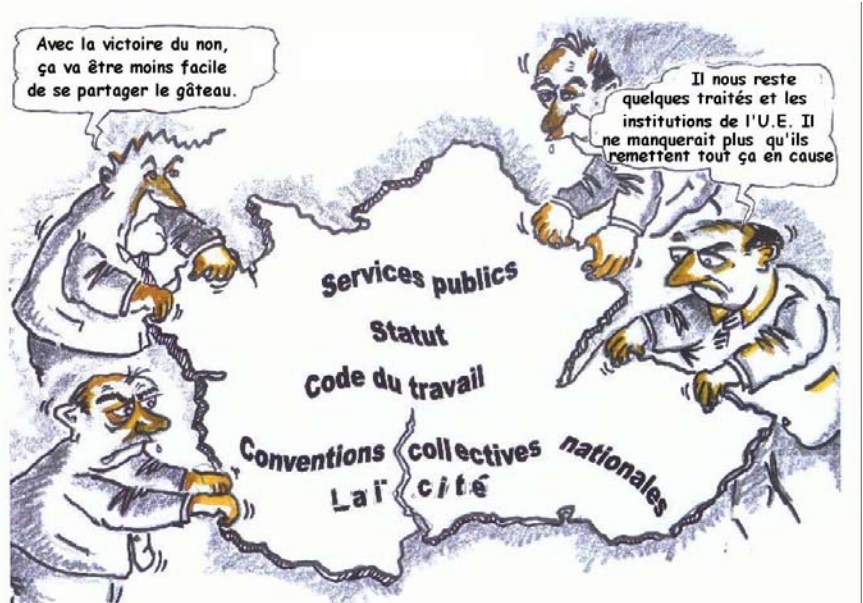 Avec la victoire du non,
ça va être moins facile
de se partager le gâteau.
Il nous reste
quelques traités et les
institutions de l'U.E. Il
ne manquerait plus qu'ils
remettent tout ça en cause
Services publics
Statut
Code du travail
Conventions collectives nationales
Laï cité